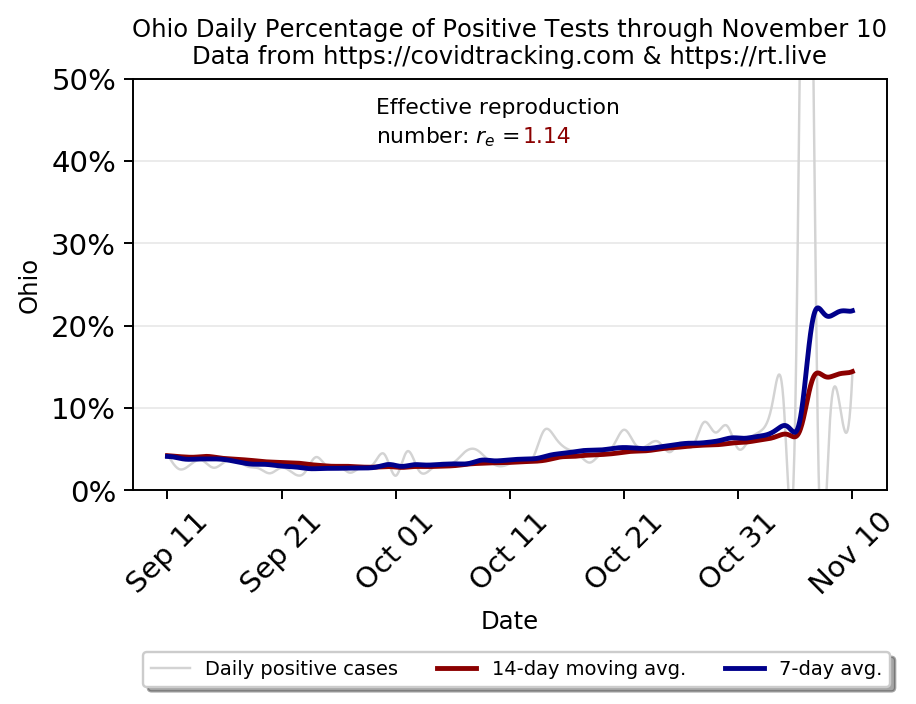 Ohio Daily Percentage of Positive Tests through November 10
Data from https://covidtracking.com & https://rt.live
Effective reproduction
number: rₑ = 1.14
50%
40%
30%
20%
10%
0%
Ohio
Sep 11
Sep 21
Oct 01
Oct 11
Oct 21
Oct 31
Nov 10
Date
Daily positive cases
14-day moving avg.
7-day avg.